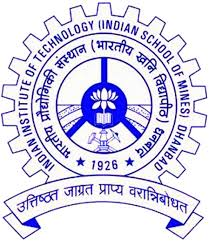 INDIAN INSTITUTE OF TECHNOLOGY (INDIAN SCHOOL OF MINES) DHANBAD
भारतीय प्रौद्योगिकी संस्थान (भारतीय खनि विद्यापीठ) धनबाद
1926
उत्तिष्ठत जाग्रत प्राप्य वरान्निबोधत